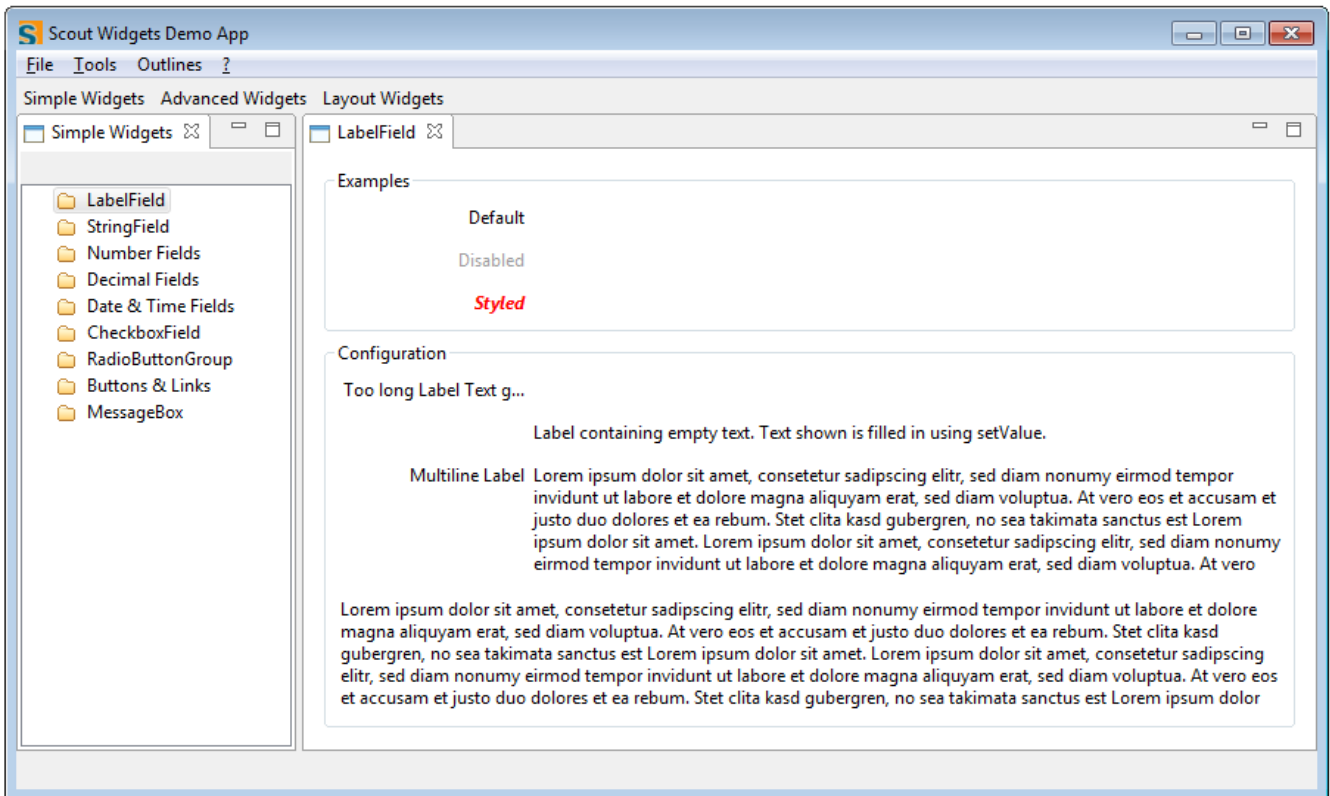 Scout Widgets Demo App
File Tools Outlines ?
Simple Widgets Advanced Widgets Layout Widgets
Simple Widgets
LabelField
StringField
Number Fields
Decimal Fields
Date & Time Fields
CheckboxField
RadioButtonGroup
Buttons & Links
MessageBox
LabelField
Examples
Default
Disabled
Styled
Configuration
Too long Label Text g...
Label containing empty text. Text shown is filled in using setValue.
Multiline Label Lorem ipsum dolor sit amet, consetetur sadipscing elitr, sed diam nonumy eirmod tempor
invidunt ut labore et dolore magna aliquyam erat, sed diam voluptua. At vero eos et accusam et
justo duo dolores et ea rebum. Stet clita kasd gubergren, no sea takimata sanctus est Lorem
ipsum dolor sit amet. Lorem ipsum dolor sit amet, consetetur sadipscing elitr, sed diam nonumy
eirmod tempor invidunt ut labore et dolore magna aliquyam erat, sed diam voluptua. At vero
Lorem ipsum dolor sit amet, consetetur sadipscing elitr, sed diam nonumy eirmod tempor invidunt ut labore et dolore
magna aliquyam erat, sed diam voluptua. At vero eos et accusam et justo duo dolores et ea rebum. Stet clita kasd
gubergren, no sea takimata sanctus est Lorem ipsum dolor sit amet. Lorem ipsum dolor sit amet, consetetur sadipscing
elitr, sed diam nonumy eirmod tempor invidunt ut labore et dolore magna aliquyam erat, sed diam voluptua. At vero eos
et accusam et justo duo dolores et ea rebum. Stet clita kasd gubergren, no sea takimata sanctus est Lorem ipsum dolor